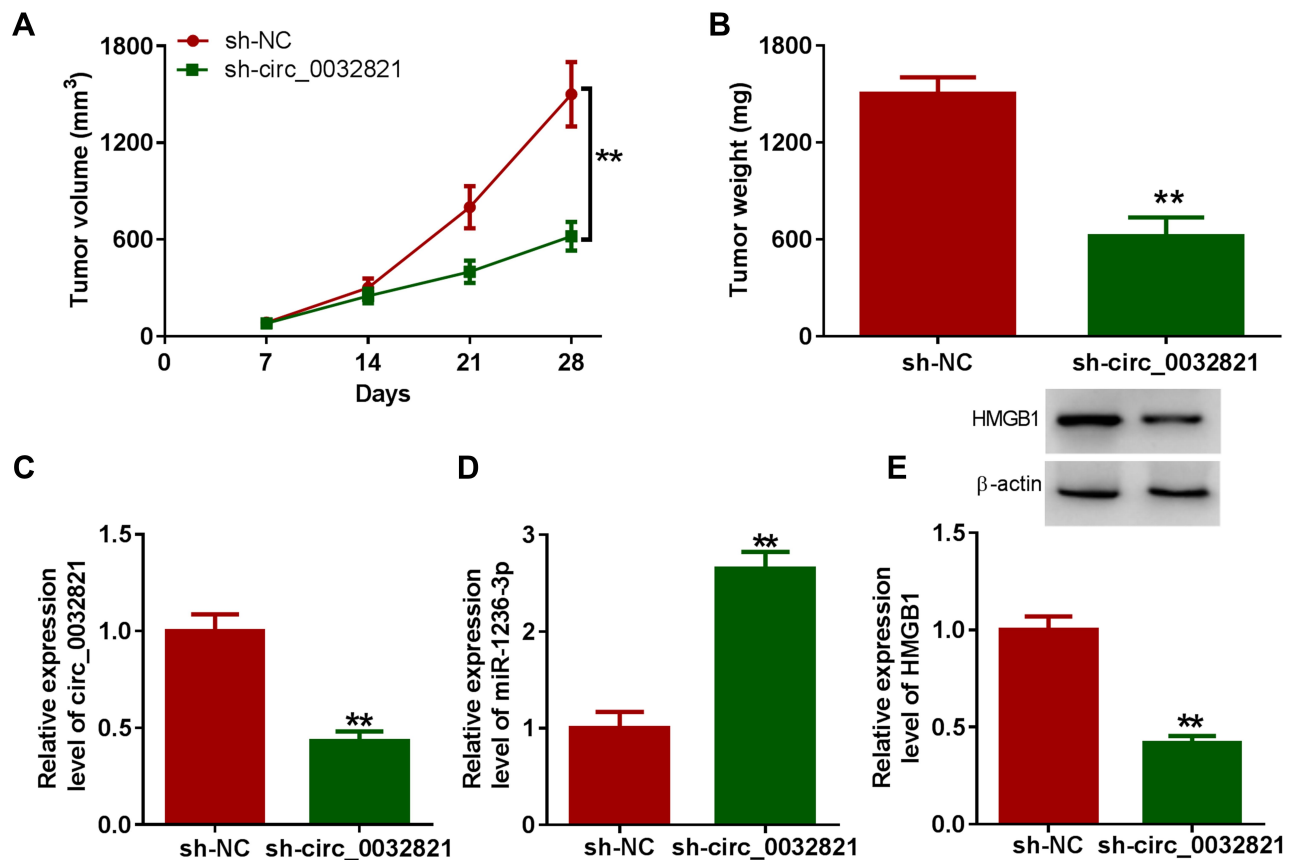 A
sh-NC
sh-circ_0032821
Tumor volume (mm³)
1800
1200
600
0
**
0 7 14 21 28
Days
B
Tumor weight (mg)
1800
1200
600
0
**
sh-NC sh-circ_0032821
C
Relative expression
level of circ_0032821
1.5
1.0
0.5
0.0
**
sh-NC sh-circ_0032821
D
Relative expression
level of miR-1236-3p
3
2
1
0
**
sh-NC sh-circ_0032821
E
HMGB1
β-actin
Relative expression
level of HMGB1
1.5
1.0
0.5
0.0
**
sh-NC sh-circ_0032821